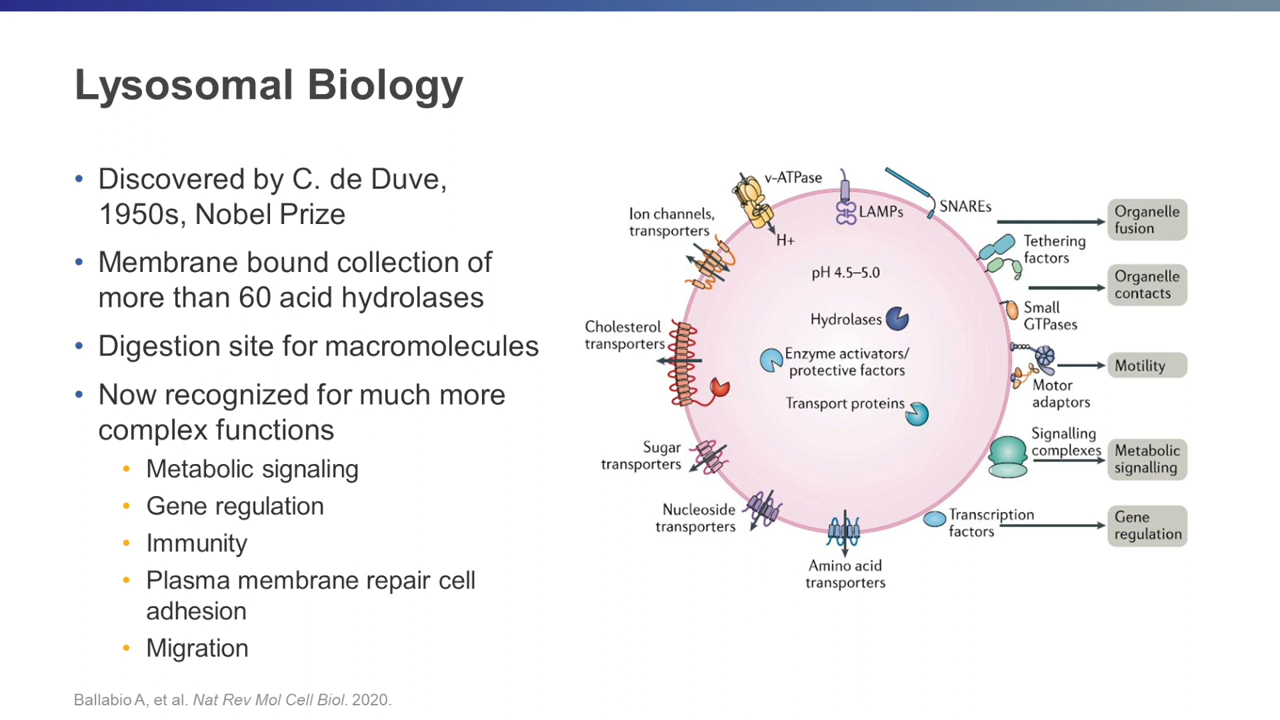 Lysosomal Biology
• Discovered by C. de Duve,
1950s, Nobel Prize
• Membrane bound collection of
more than 60 acid hydrolases
• Digestion site for macromolecules
• Now recognized for much more
complex functions
• Metabolic signaling
• Gene regulation
• Immunity
• Plasma membrane repair cell
adhesion
• Migration
v-ATPase
H+
LAMPs
SNAREs
Organelle
fusion
Tethering
factors
Organelle
contacts
Small
GTPases
Motor
adaptors
Motility
Signalling
complexes
Metabolic
signalling
Transcription
factors
Gene
regulation
Ion channels,
transporters
Cholesterol
transporters
Sugar
transporters
Nucleoside
transporters
Amino acid
transporters
pH 4.5–5.0
Hydrolases
Enzyme activators/
protective factors
Transport proteins
Ballabio A, et al. Nat Rev Mol Cell Biol. 2020.